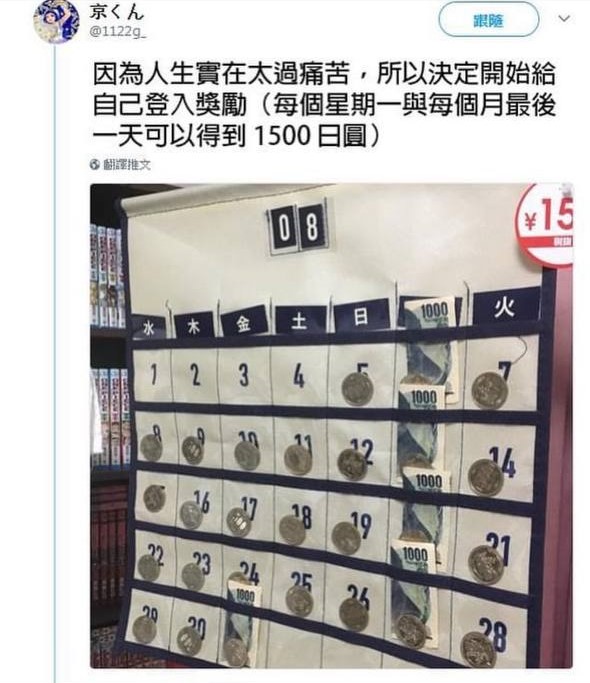 京くん
@1122g_
跟隨
因為人生實在太過痛苦，所以決定開始給
自己登入獎勵（每個星期一與每個月最後
一天可以得到 1500 日圓）
翻譯推文
¥15
08
水 木 金 土 日 1000 火
1 2 3 4 5 7
1000
8 9 10 11 12 14
1000
16 17 18 19 21
1000
22 23 24 25 26 28
1000
29 30